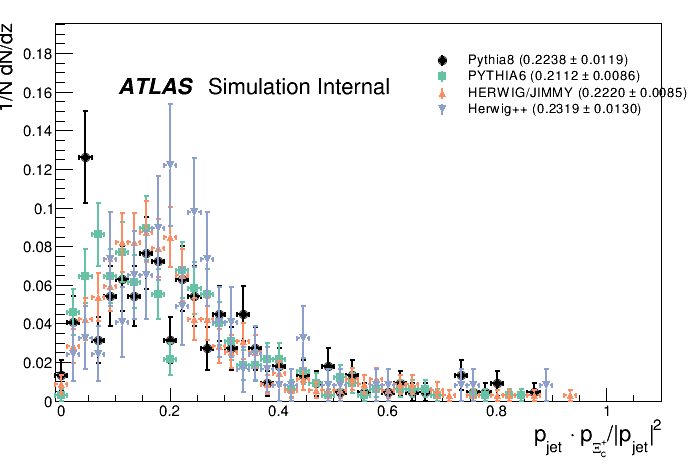 1/N dN/dz
0.18
0.16
0.14
0.12
0.1
0.08
0.06
0.04
0.02
0
ATLAS Simulation Internal
Pythia8 (0.2238 ± 0.0119)
PYTHIA6 (0.2112 ± 0.0086)
HERWIG/JIMMY (0.2220 ± 0.0085)
Herwig++ (0.2319 ± 0.0130)
0 0.2 0.4 0.6 0.8 1
p_jet · p_Ξ_c^+/|p_jet|^2